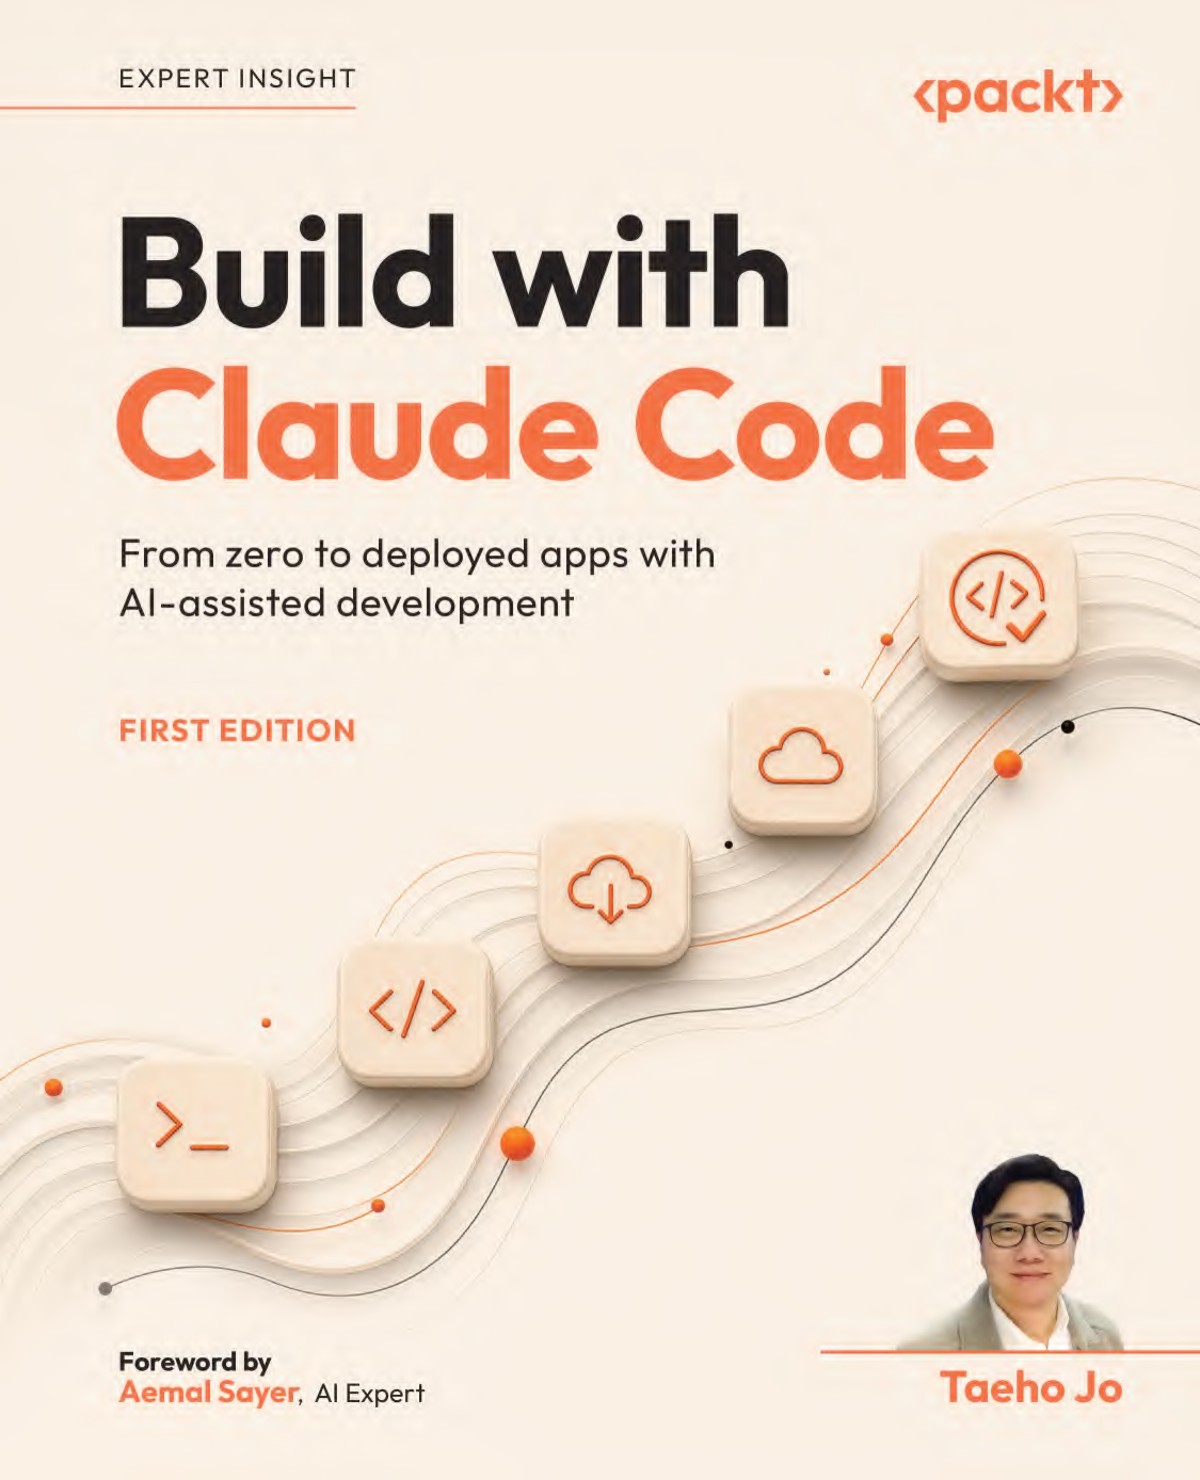 EXPERT INSIGHT
<packt>
Build with
Claude Code
From zero to deployed apps with
AI-assisted development
FIRST EDITION
</>
</>
>_
Foreword by
Aemal Sayer, AI Expert
Taeho Jo